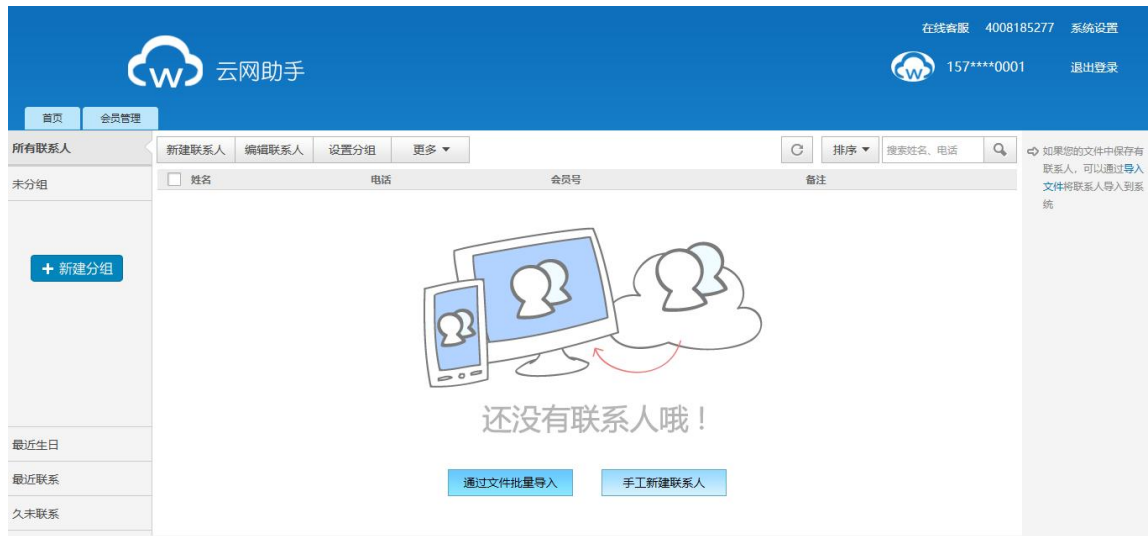 在线客服 4008185277 系统设置
W 云网助手
W 157****0001 退出登录
首页 会员管理
所有联系人
新建联系人 编辑联系人 设置分组 更多 排序 搜索姓名、电话
未分组
姓名 电话 会员号 备注
如果您的文件中保存有
联系人，可以通过导入
文件将联系人导入到系
统
+ 新建分组
还没有联系人哦！
最近生日
最近联系
久未联系
通过文件批量导入 手工新建联系人